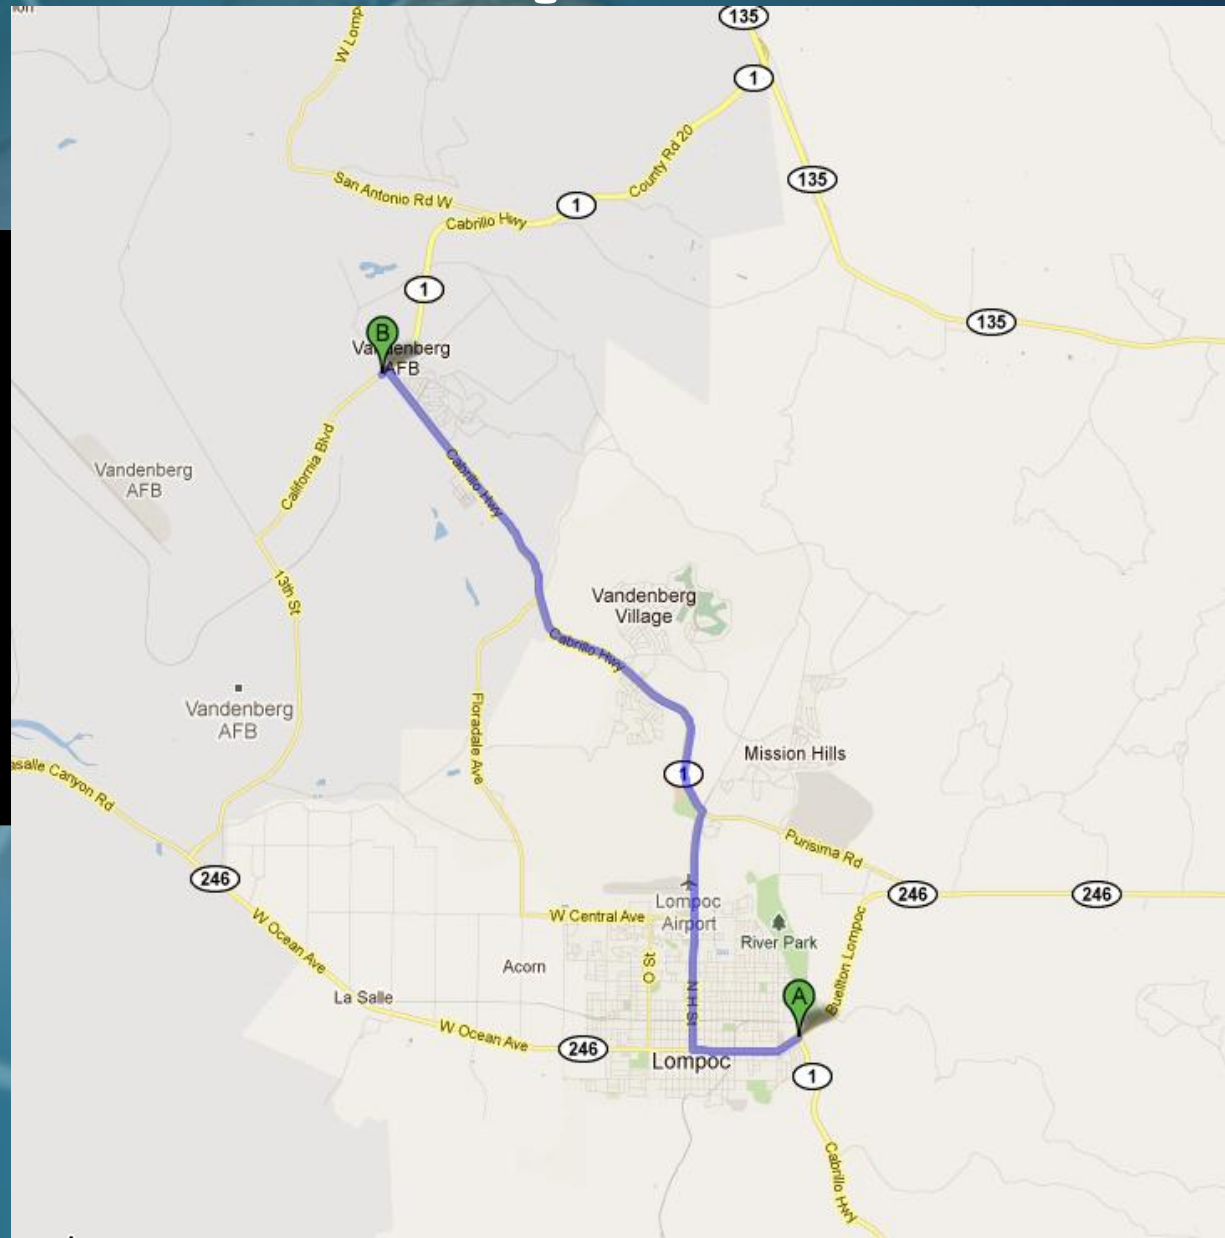 135
1
W Lomp
County Rd 20
135
San Antonio Rd W
1
Cabrillo Hwy
1
135
B
Vandenberg
AFB
California Blvd
Cabrillo Hwy
Vandenberg
AFB
13th St
Vandenberg
Village
Cabrillo Hwy
Vandenberg
AFB
Floradale Ave
Mission Hills
1
asalle Canyon Rd
Purisima Rd
246
246
246
Lompoc
Airport
W Central Ave
W Ocean Ave
River Park
Buellton Lompoc
O St
Acorn
La Salle
N H St
A
W Ocean Ave
246
Lompoc
1
Cabrillo Hwy